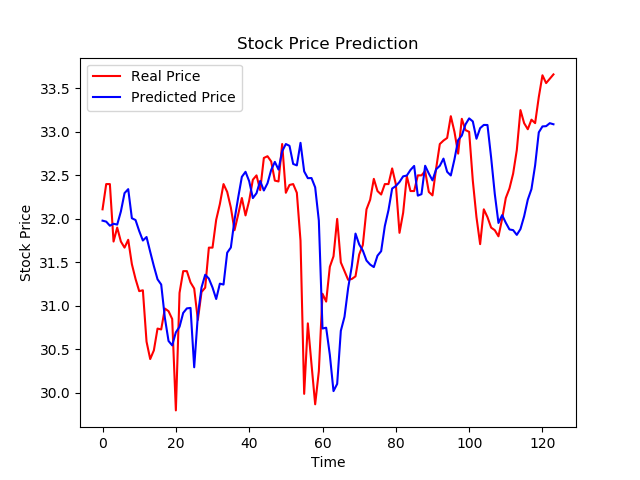 Stock Price Prediction
Real Price
Predicted Price
33.5
33.0
32.5
32.0
31.5
31.0
30.5
30.0
Stock Price
0 20 40 60 80 100 120
Time